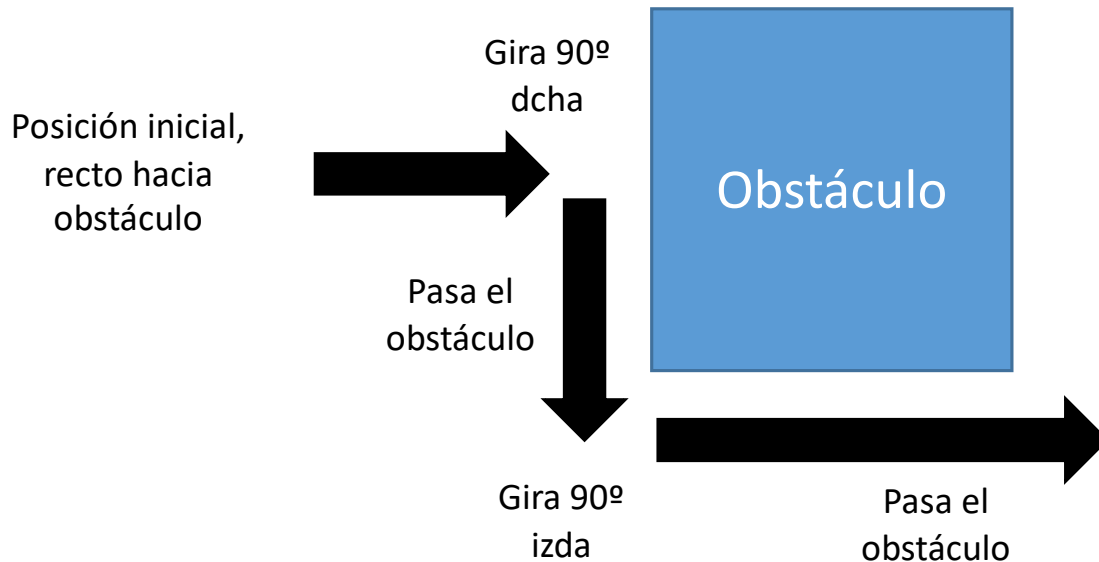 Posición inicial,
recto hacia
obstáculo
Gira 90º
dcha
Obstáculo
Pasa el
obstáculo
Gira 90º
izda
Pasa el
obstáculo